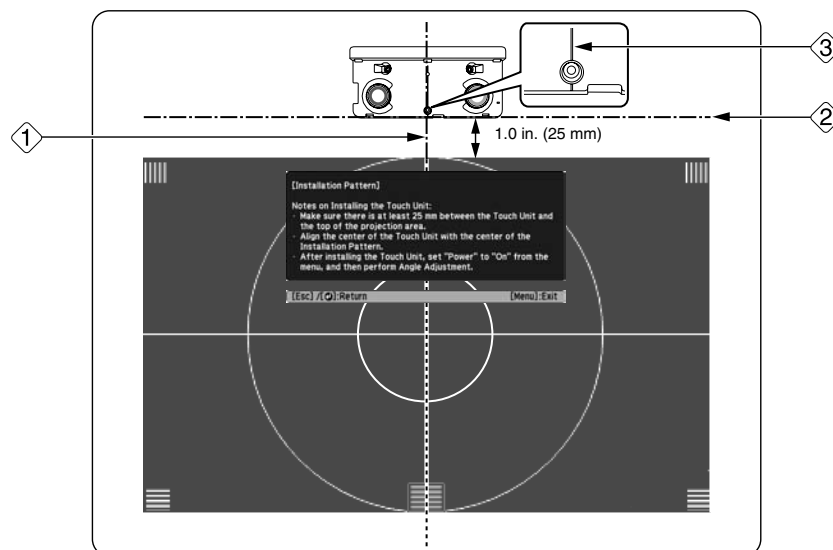 3
2
1
1.0 in. (25 mm)
[Installation Pattern]
Notes on Installing the Touch Unit:
· Make sure there is at least 25 mm between the Touch Unit and
the top of the projection area.
· Align the center of the Touch Unit with the center of the
Installation Pattern.
· After installing the Touch Unit, set "Power" to "On" from the
menu, and then perform Angle Adjustment.
[Esc] /[⮌]:Return [Menu]:Exit